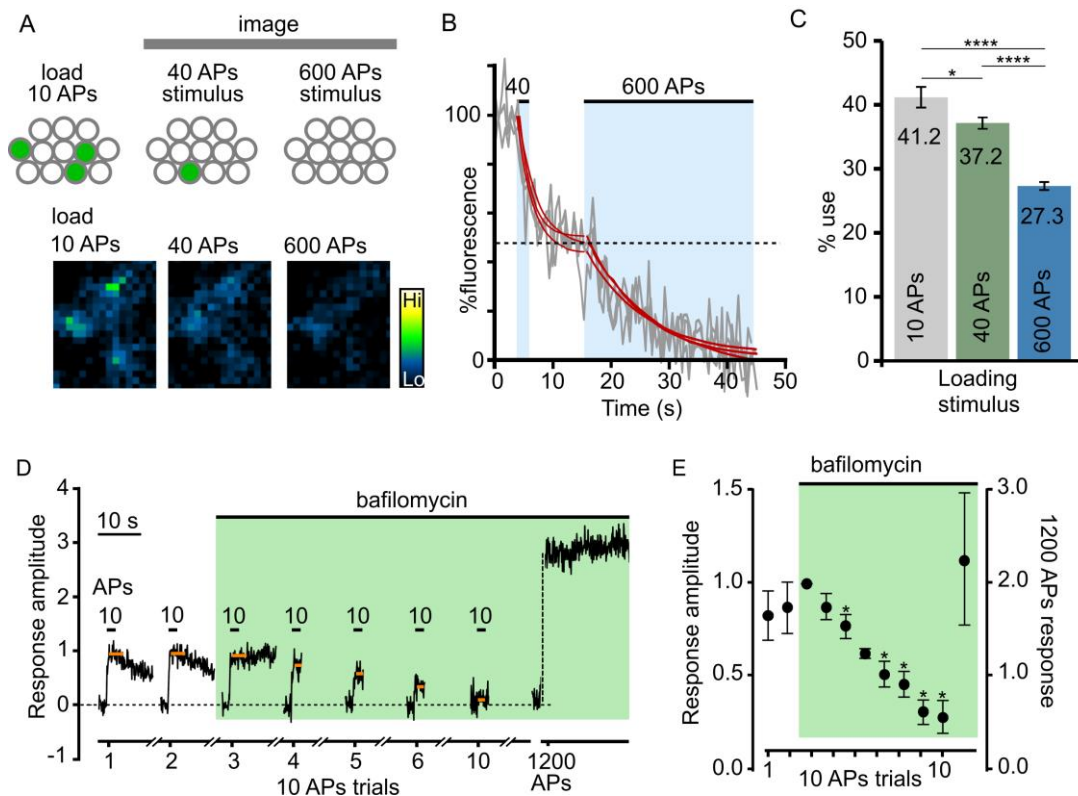 A
image
load
10 APs
40 APs
stimulus
600 APs
stimulus
load
10 APs
40 APs
600 APs
Hi
Lo
B
40
600 APs
100
0
%fluorescence
0 10 20 30 40 50
Time (s)
C
****
* ****
50
40
30
20
10
0
% use
41.2
37.2
27.3
10 APs
40 APs
600 APs
Loading
stimulus
D
bafilomycin
4
3
2
1
0
-1
Response amplitude
10 s
APs
10 10 10 10 10 10 10
1 2 3 4 5 6 10 1200
10 APs trials APs
E
bafilomycin
1.5
1.0
0.5
0.0
Response amplitude
* * * * *
3.0
2.0
1.0
0.0
1200 APs response
1 10
10 APs trials